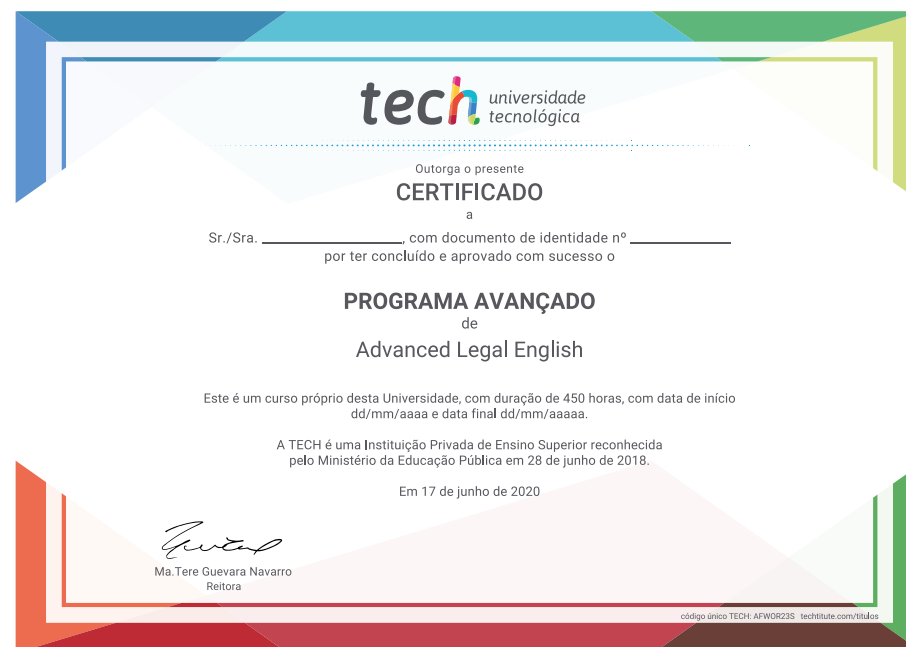 tech universidade
tecnológica
Outorga o presente
CERTIFICADO
a
Sr./Sra. ______________, com documento de identidade nº __________
por ter concluído e aprovado com sucesso o
PROGRAMA AVANÇADO
de
Advanced Legal English
Este é um curso próprio desta Universidade, com duração de 450 horas, com data de início
dd/mm/aaaa e data final dd/mm/aaaaa.
A TECH é uma Instituição Privada de Ensino Superior reconhecida
pelo Ministério da Educação Pública em 28 de junho de 2018.
Em 17 de junho de 2020
Ma.Tere Guevara Navarro
Reitora
código único TECH: AFWOR23S techtitute.com/titulos